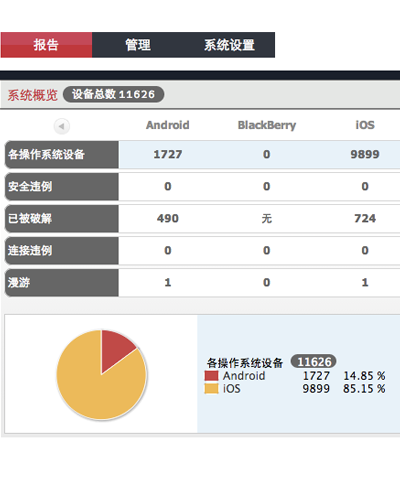 报告 管理 系统设置
系统概览 设备总数 11626
Android BlackBerry iOS
各操作系统设备 1727 0 9899
安全违例 0 0 0
已被破解 490 无 724
连接违例 0 0 0
漫游 1 0 1
各操作系统设备 11626
Android 1727 14.85 %
iOS 9899 85.15 %